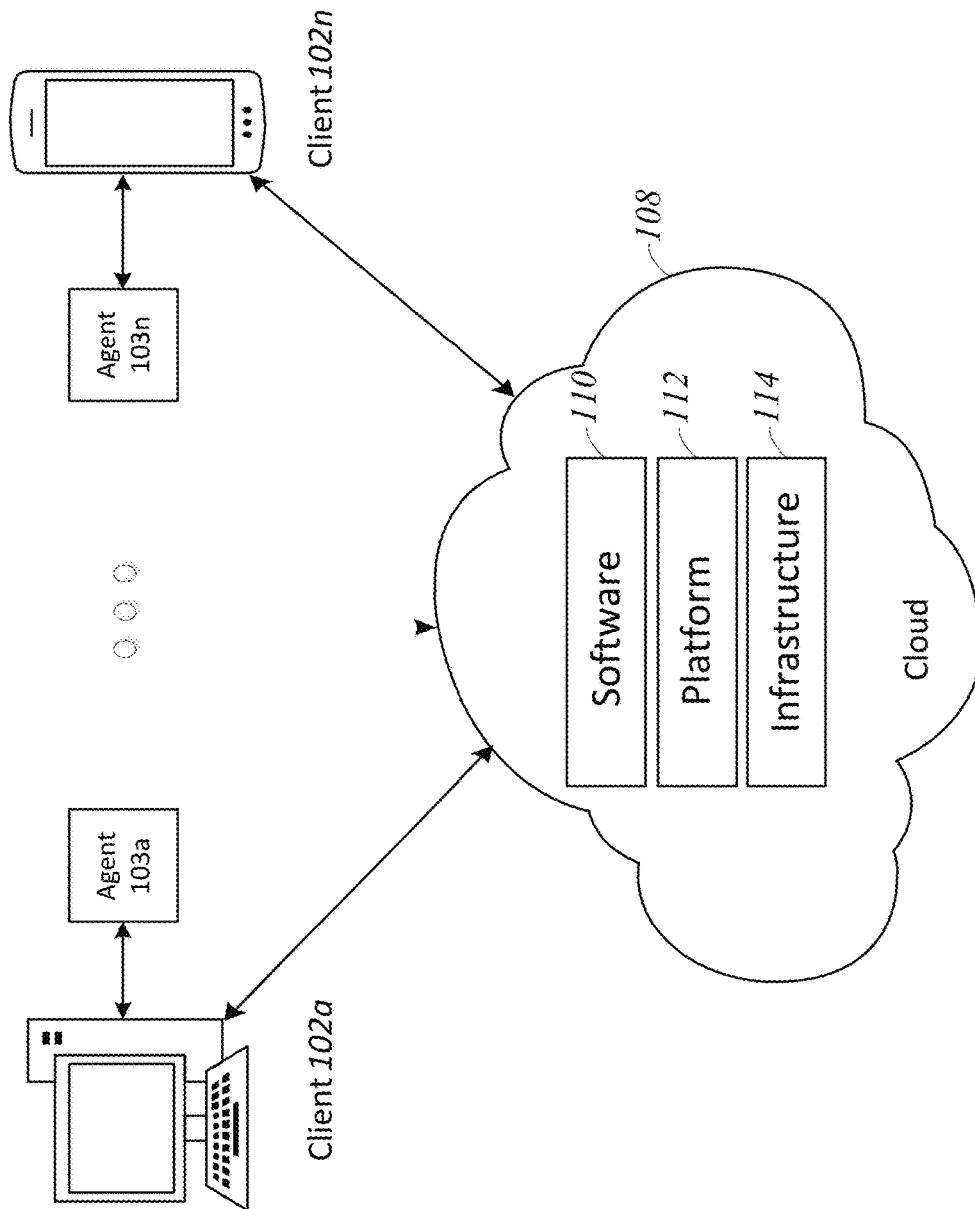 Client 102a
Agent
103a
Agent
103n
Client 102n
108
Software
110
Platform
112
Infrastructure
114
Cloud